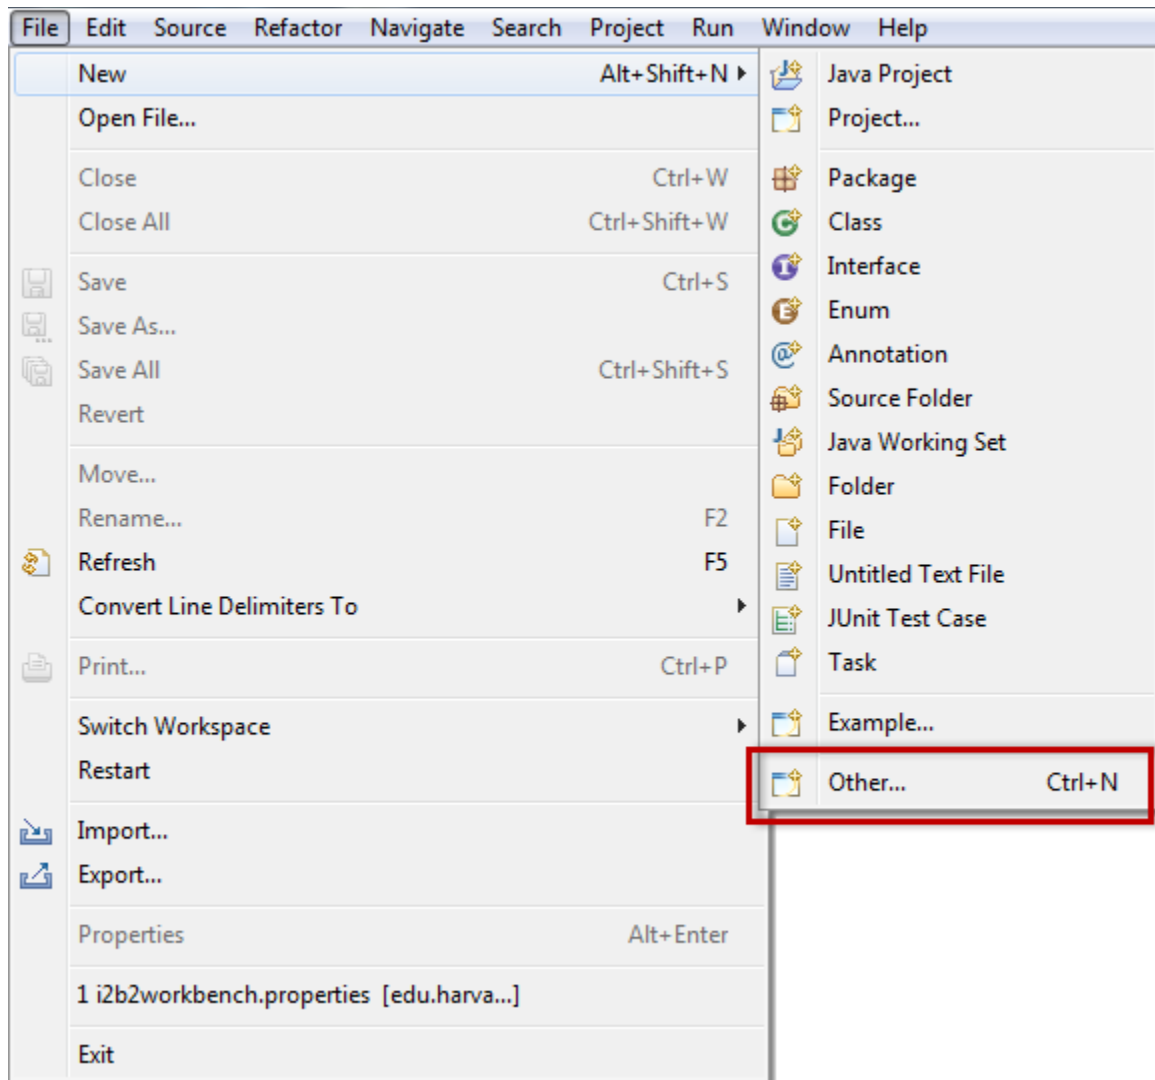 File Edit Source Refactor Navigate Search Project Run Window Help
New Alt+Shift+N
Open File...
Close Ctrl+W
Close All Ctrl+Shift+W
Save Ctrl+S
Save As...
Save All Ctrl+Shift+S
Revert
Move...
Rename... F2
Refresh F5
Convert Line Delimiters To
Print... Ctrl+P
Switch Workspace
Restart
Import...
Export...
Properties Alt+Enter
1 i2b2workbench.properties [edu.harva...]
Exit
Java Project
Project...
Package
Class
Interface
Enum
Annotation
Source Folder
Java Working Set
Folder
File
Untitled Text File
JUnit Test Case
Task
Example...
Other... Ctrl+N